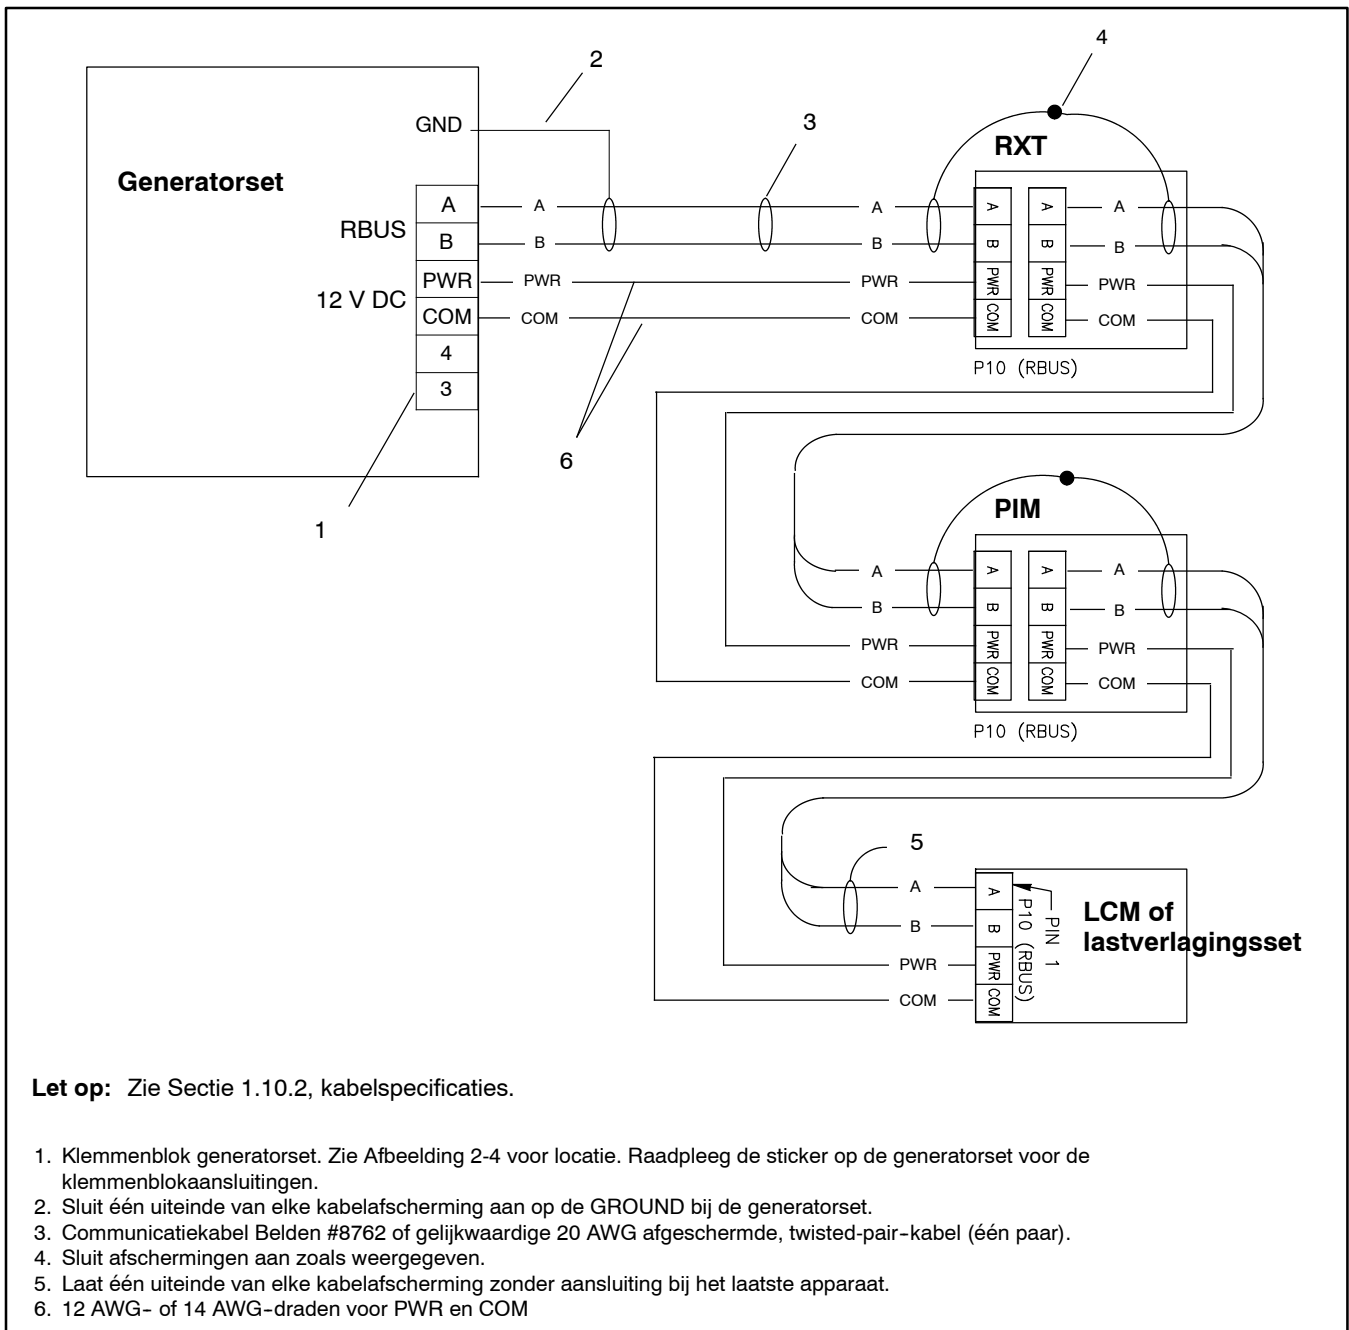 4
2
3
GND
RXT
Generatorset
RBUS
12 V DC
A
B
PWR
COM
4
3
A
B
PWR
COM
A
B
PWR
COM
A
B
PWR
COM
A
B
PWR
COM
A
B
PWR
COM
P10 (RBUS)
6
1
PIM
A
B
PWR
COM
A
B
PWR
COM
A
B
PWR
COM
A
B
PWR
COM
P10 (RBUS)
5
A
B
PWR
COM
A
B
PWR
COM
P10 (RBUS)
PIN 1
LCM of
lastverlagingsset
Let op: Zie Sectie 1.10.2, kabelspecificaties.
1. Klemmenblok generatorset. Zie Afbeelding 2-4 voor locatie. Raadpleeg de sticker op de generatorset voor de
klemmenblokaansluitingen.
2. Sluit één uiteinde van elke kabelafscherming aan op de GROUND bij de generatorset.
3. Communicatiekabel Belden #8762 of gelijkwaardige 20 AWG afgeschermde, twisted-pair-kabel (één paar).
4. Sluit afschermingen aan zoals weergegeven.
5. Laat één uiteinde van elke kabelafscherming zonder aansluiting bij het laatste apparaat.
6. 12 AWG- of 14 AWG-draden voor PWR en COM